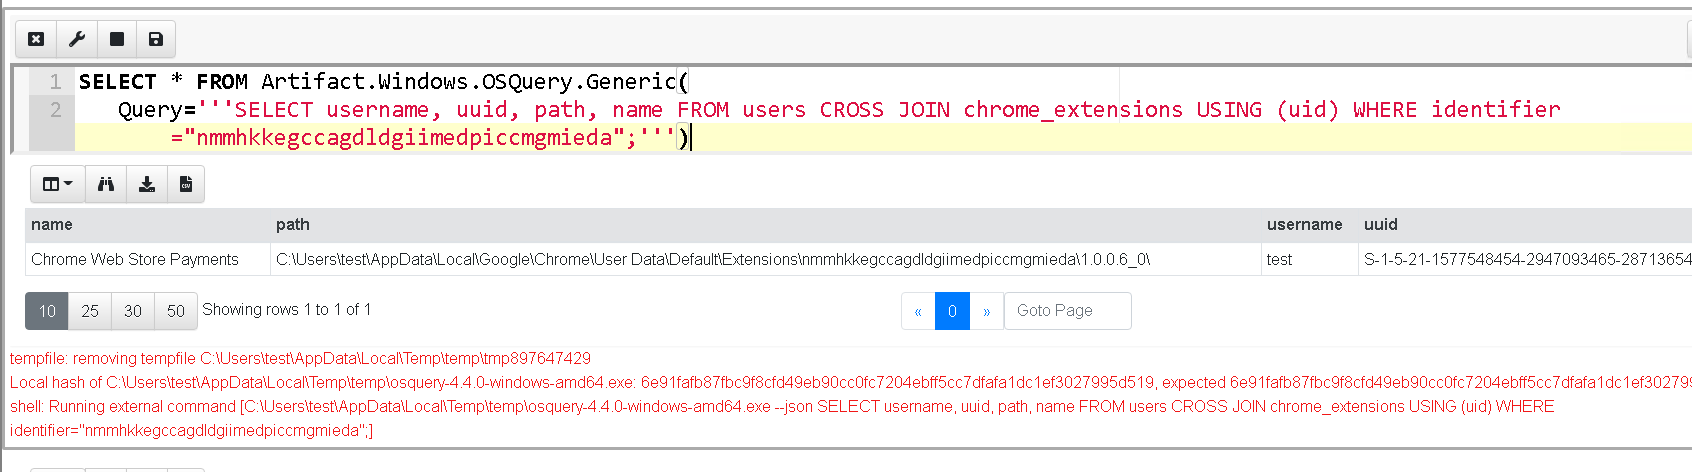 1 SELECT * FROM Artifact.Windows.OSQuery.Generic(
2 Query='''SELECT username, uuid, path, name FROM users CROSS JOIN chrome_extensions USING (uid) WHERE identifier
="nmmhkkegccagdldgiimedpiccmgmieda";''')
name path username uuid
Chrome Web Store Payments C:\Users\test\AppData\Local\Google\Chrome\User Data\Default\Extensions\nmmhkkegccagdldgiimedpiccmgmieda\1.0.0.6_0\ test S-1-5-21-1577548454-2947093465-28713654
10 25 30 50 Showing rows 1 to 1 of 1 « 0 » Goto Page
tempfile: removing tempfile C:\Users\test\AppData\Local\Temp\temp\tmp897647429
Local hash of C:\Users\test\AppData\Local\Temp\temp\osquery-4.4.0-windows-amd64.exe: 6e91fafb87fbc9f8cfd49eb90cc0fc7204ebff5cc7dfafa1dc1ef3027995d519, expected 6e91fafb87fbc9f8cfd49eb90cc0fc7204ebff5cc7dfafa1dc1ef302799
shell: Running external command [C:\Users\test\AppData\Local\Temp\temp\osquery-4.4.0-windows-amd64.exe --json SELECT username, uuid, path, name FROM users CROSS JOIN chrome_extensions USING (uid) WHERE
identifier="nmmhkkegccagdldgiimedpiccmgmieda";]